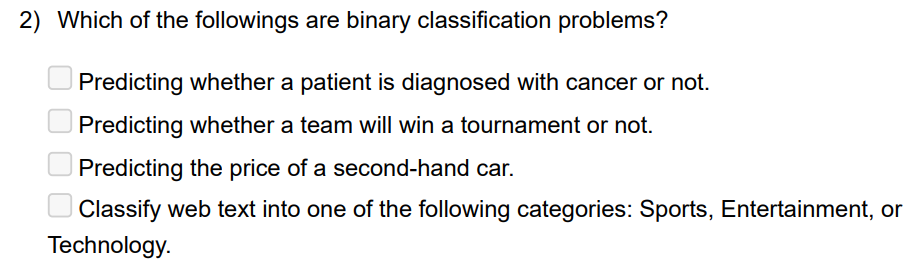 2) Which of the followings are binary classification problems?
Predicting whether a patient is diagnosed with cancer or not.
Predicting whether a team will win a tournament or not.
Predicting the price of a second-hand car.
Classify web text into one of the following categories: Sports, Entertainment, or
Technology.